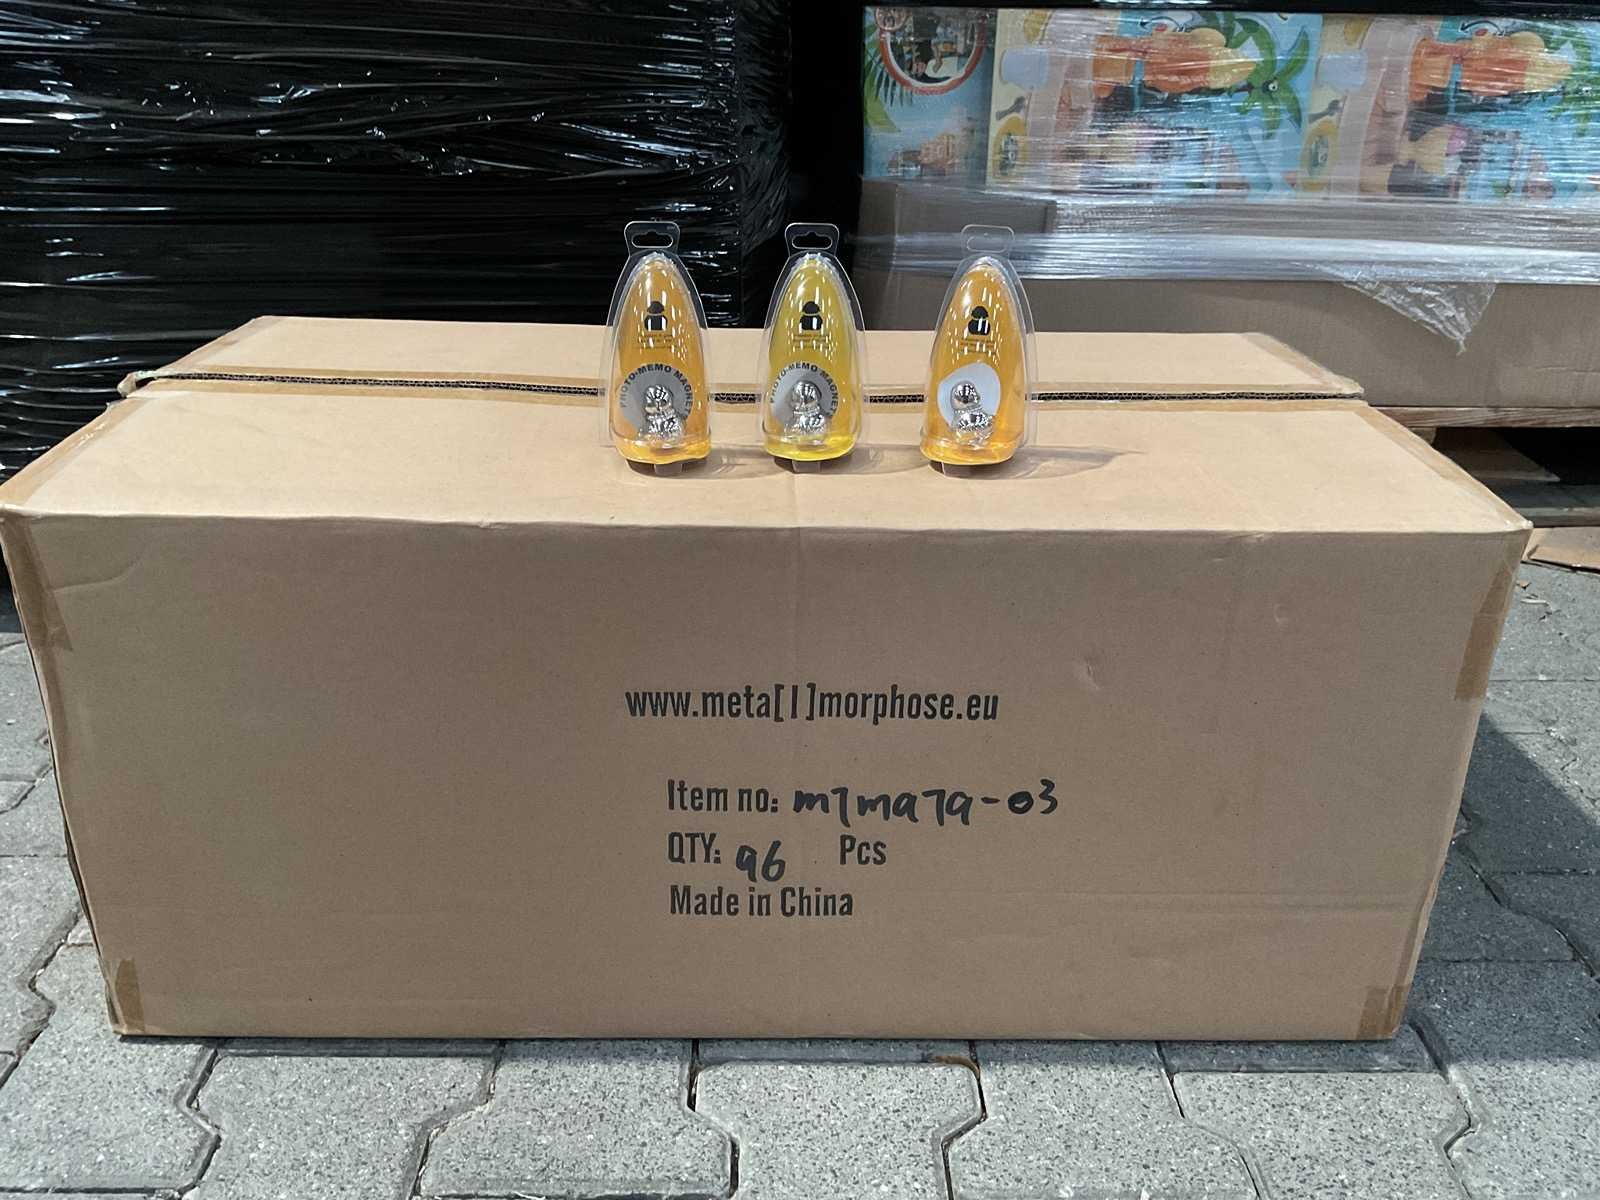 PHOTO-MEMO MAGNET
PHOTO-MEMO MAGNET
www.meta[l]morphose.eu
Item no: m7ma7a-03
QTY: 96 Pcs
Made in China